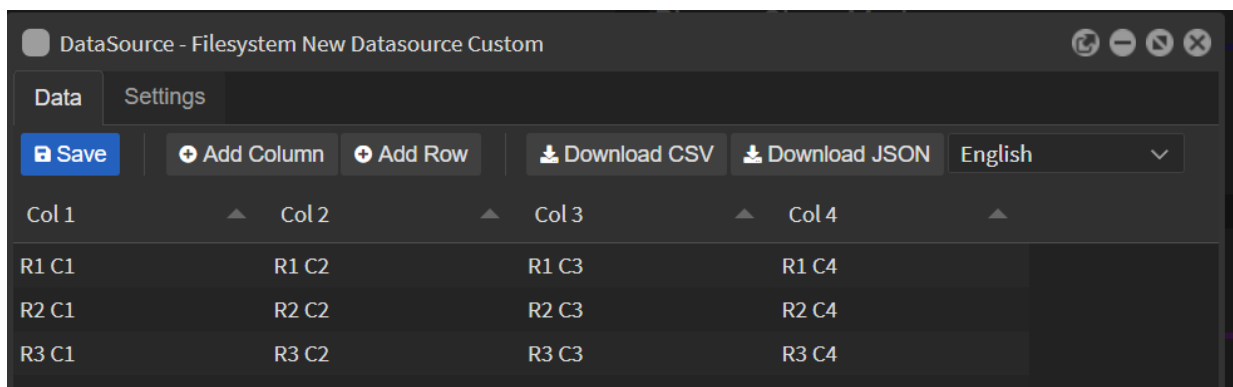 DataSource - Filesystem New Datasource Custom
Data Settings
Save Add Column Add Row Download CSV Download JSON English
Col 1 Col 2 Col 3 Col 4
R1 C1 R1 C2 R1 C3 R1 C4
R2 C1 R2 C2 R2 C3 R2 C4
R3 C1 R3 C2 R3 C3 R3 C4